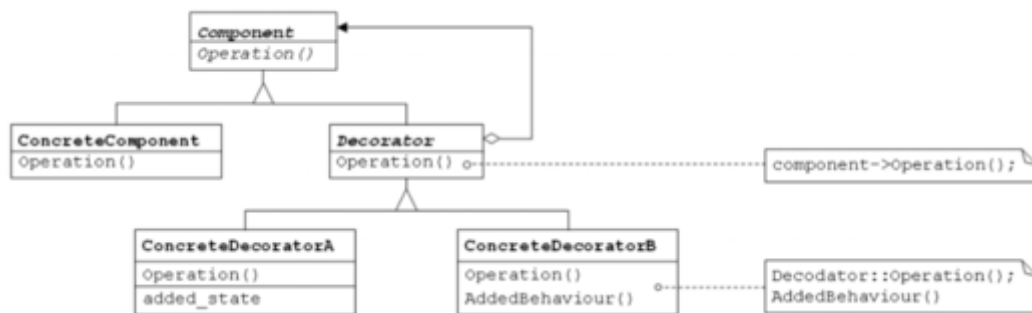 Component
Operation()
ConcreteComponent
Operation()
Decorator
Operation()
component->Operation();
ConcreteDecoratorA
Operation()
added_state
ConcreteDecoratorB
Operation()
AddedBehaviour()
Decodator::Operation();
AddedBehaviour()